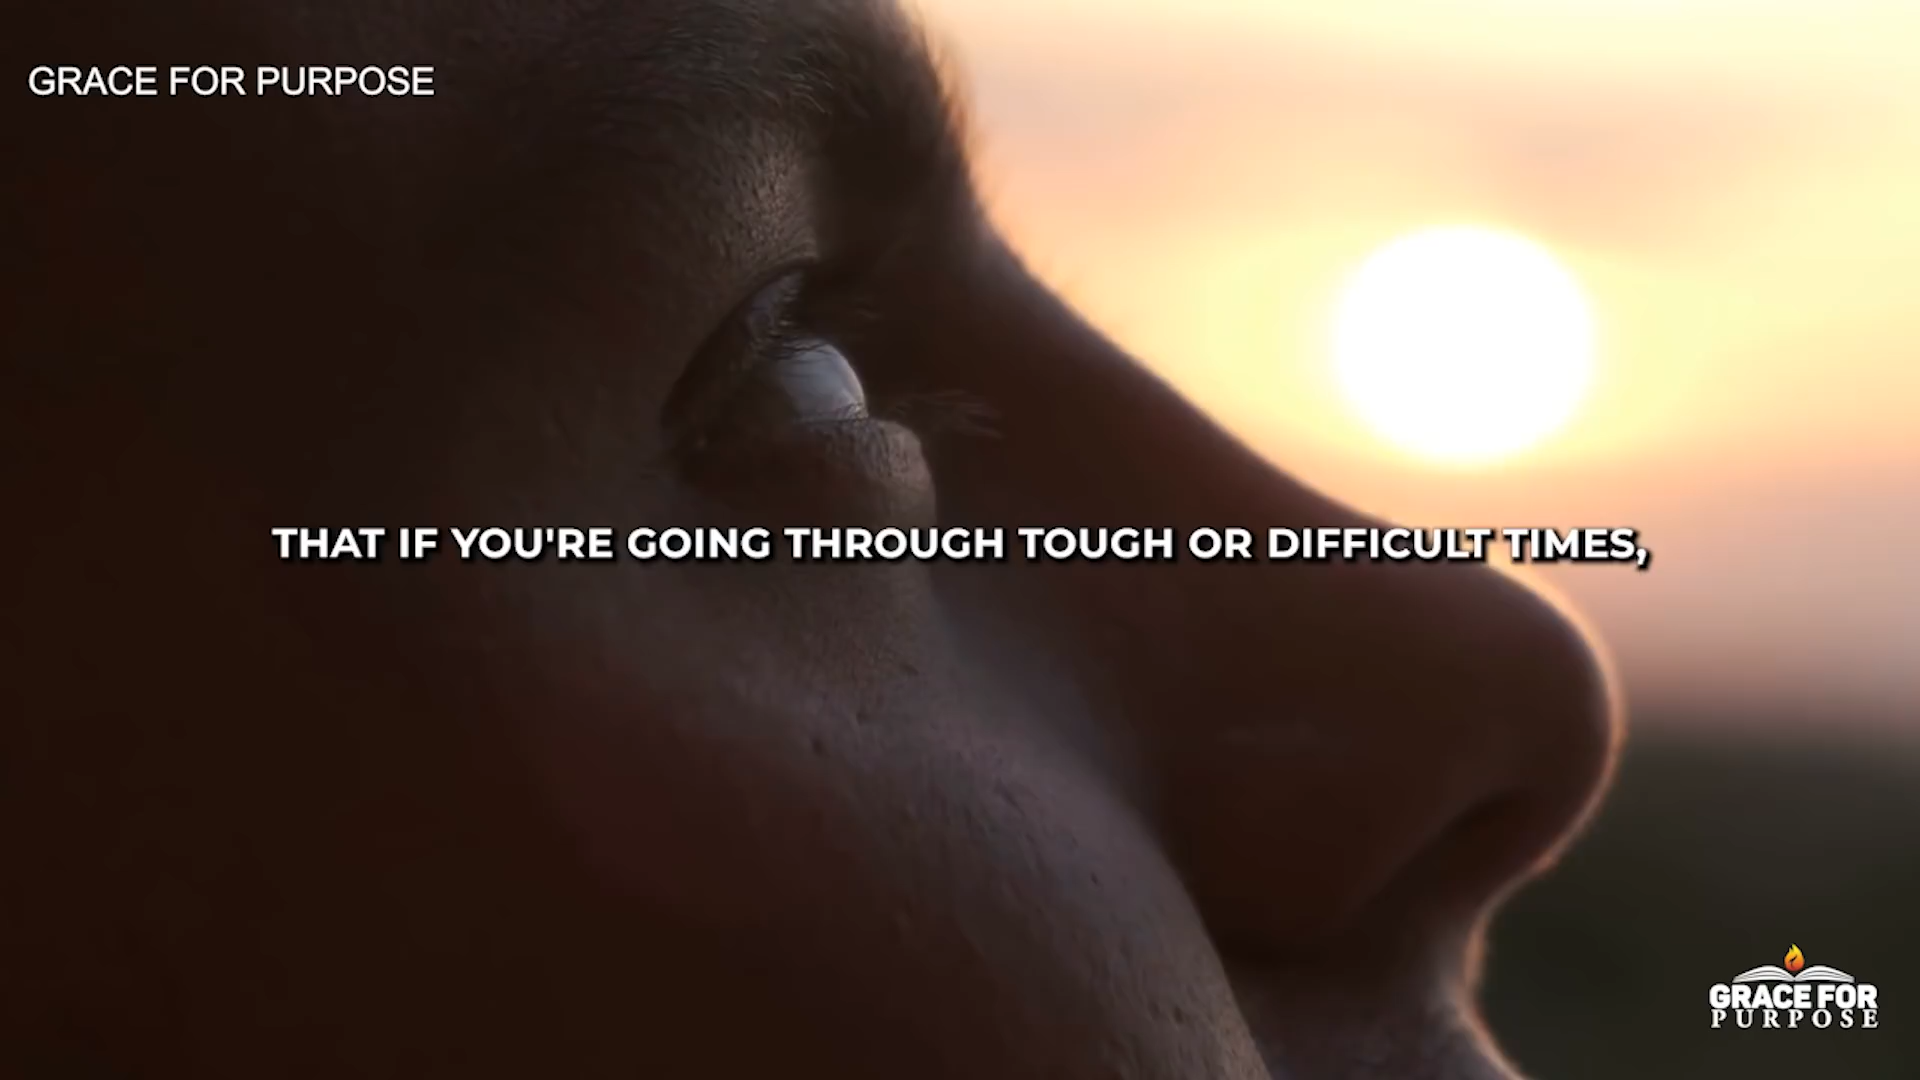 GRACE FOR PURPOSE
THAT IF YOU'RE GOING THROUGH TOUGH OR DIFFICULT TIMES,
GRACE FOR
PURPOSE